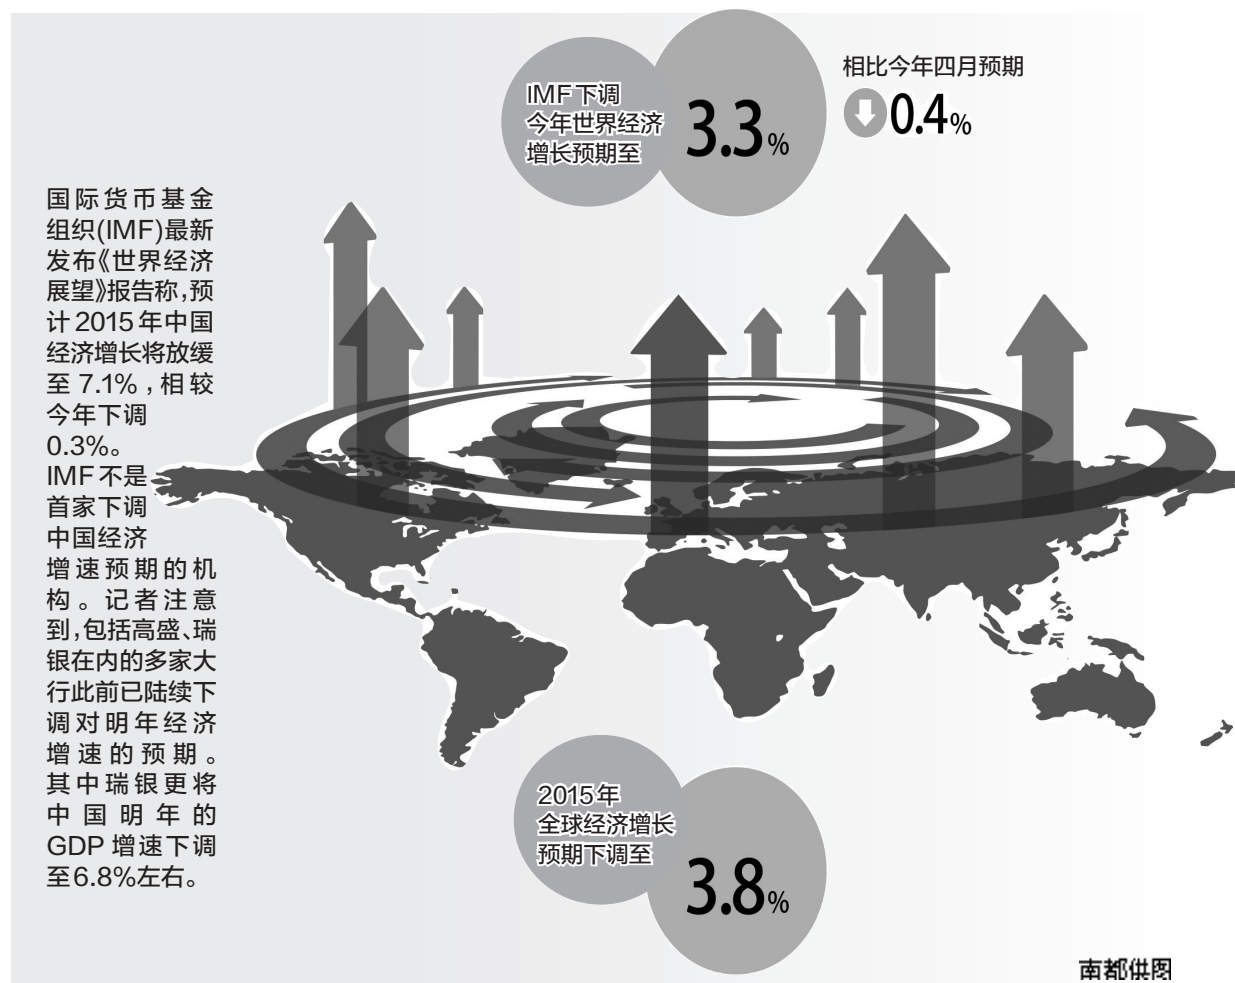 IMF下调
今年世界经济
增长预期至
3.3%
相比今年四月预期
0.4%
国际货币基金
组织(IMF)最新
发布《世界经济
展望》报告称,预
计2015年中国
经济增长将放缓
至7.1%,相较
今年下调
0.3%。
IMF不是
首家下调
中国经济
增速预期的机
构。记者注意
到,包括高盛、瑞
银在内的多家大
行此前已陆续下
调对明年经济
增速的预期。
其中瑞银更将
中国明年的
GDP增速下调
至6.8%左右。
2015年
全球经济增长
预期下调至
3.8%
南都供图